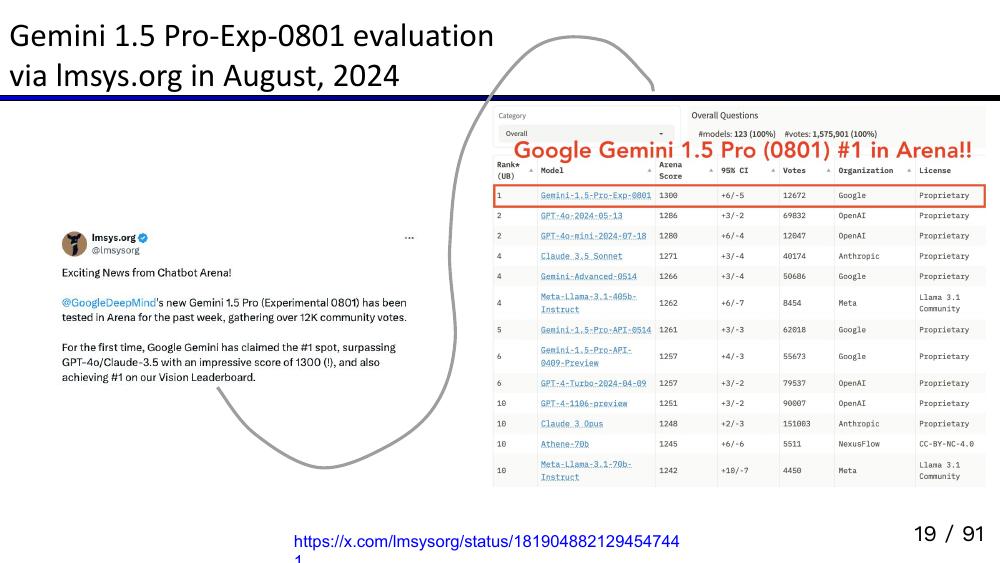 Gemini 1.5 Pro-Exp-0801 evaluation
via lmsys.org in August, 2024
lmsys.org
@lmsysorg
Exciting News from Chatbot Arena!
@GoogleDeepMind's new Gemini 1.5 Pro (Experimental 0801) has been
tested in Arena for the past week, gathering over 12K community votes.
For the first time, Google Gemini has claimed the #1 spot, surpassing
GPT-4o/Claude-3.5 with an impressive score of 1300 (!), and also
achieving #1 on our Vision Leaderboard.
Category
Overall
Overall Questions
#models: 123 (100%) #votes: 1,575,901 (100%)
Google Gemini 1.5 Pro (0801) #1 in Arena!!
Rank* (UB) Model Arena Score 95% CI Votes Organization License
1 Gemini-1.5-Pro-Exp-0801 1300 +6/-5 12672 Google Proprietary
2 GPT-4o-2024-05-13 1286 +3/-2 69832 OpenAI Proprietary
2 GPT-4o-mini-2024-07-18 1280 +6/-4 12047 OpenAI Proprietary
4 Claude 3.5 Sonnet 1271 +3/-4 40174 Anthropic Proprietary
4 Gemini-Advanced-0514 1266 +3/-4 50686 Google Proprietary
4 Meta-Llama-3.1-405b-Instruct 1262 +6/-7 8454 Meta Llama 3.1 Community
5 Gemini-1.5-Pro-API-0514 1261 +3/-3 62018 Google Proprietary
6 Gemini-1.5-Pro-API-0409-Preview 1257 +4/-3 55673 Google Proprietary
6 GPT-4-Turbo-2024-04-09 1257 +3/-2 79537 OpenAI Proprietary
10 GPT-4-1106-preview 1251 +3/-2 90007 OpenAI Proprietary
10 Claude 3 Opus 1248 +2/-3 151003 Anthropic Proprietary
10 Athene-70b 1245 +6/-6 5511 NexusFlow CC-BY-NC-4.0
10 Meta-Llama-3.1-70b-Instruct 1242 +10/-7 4450 Meta Llama 3.1 Community
https://x.com/lmsysorg/status/181904882129454744
1
19 / 91